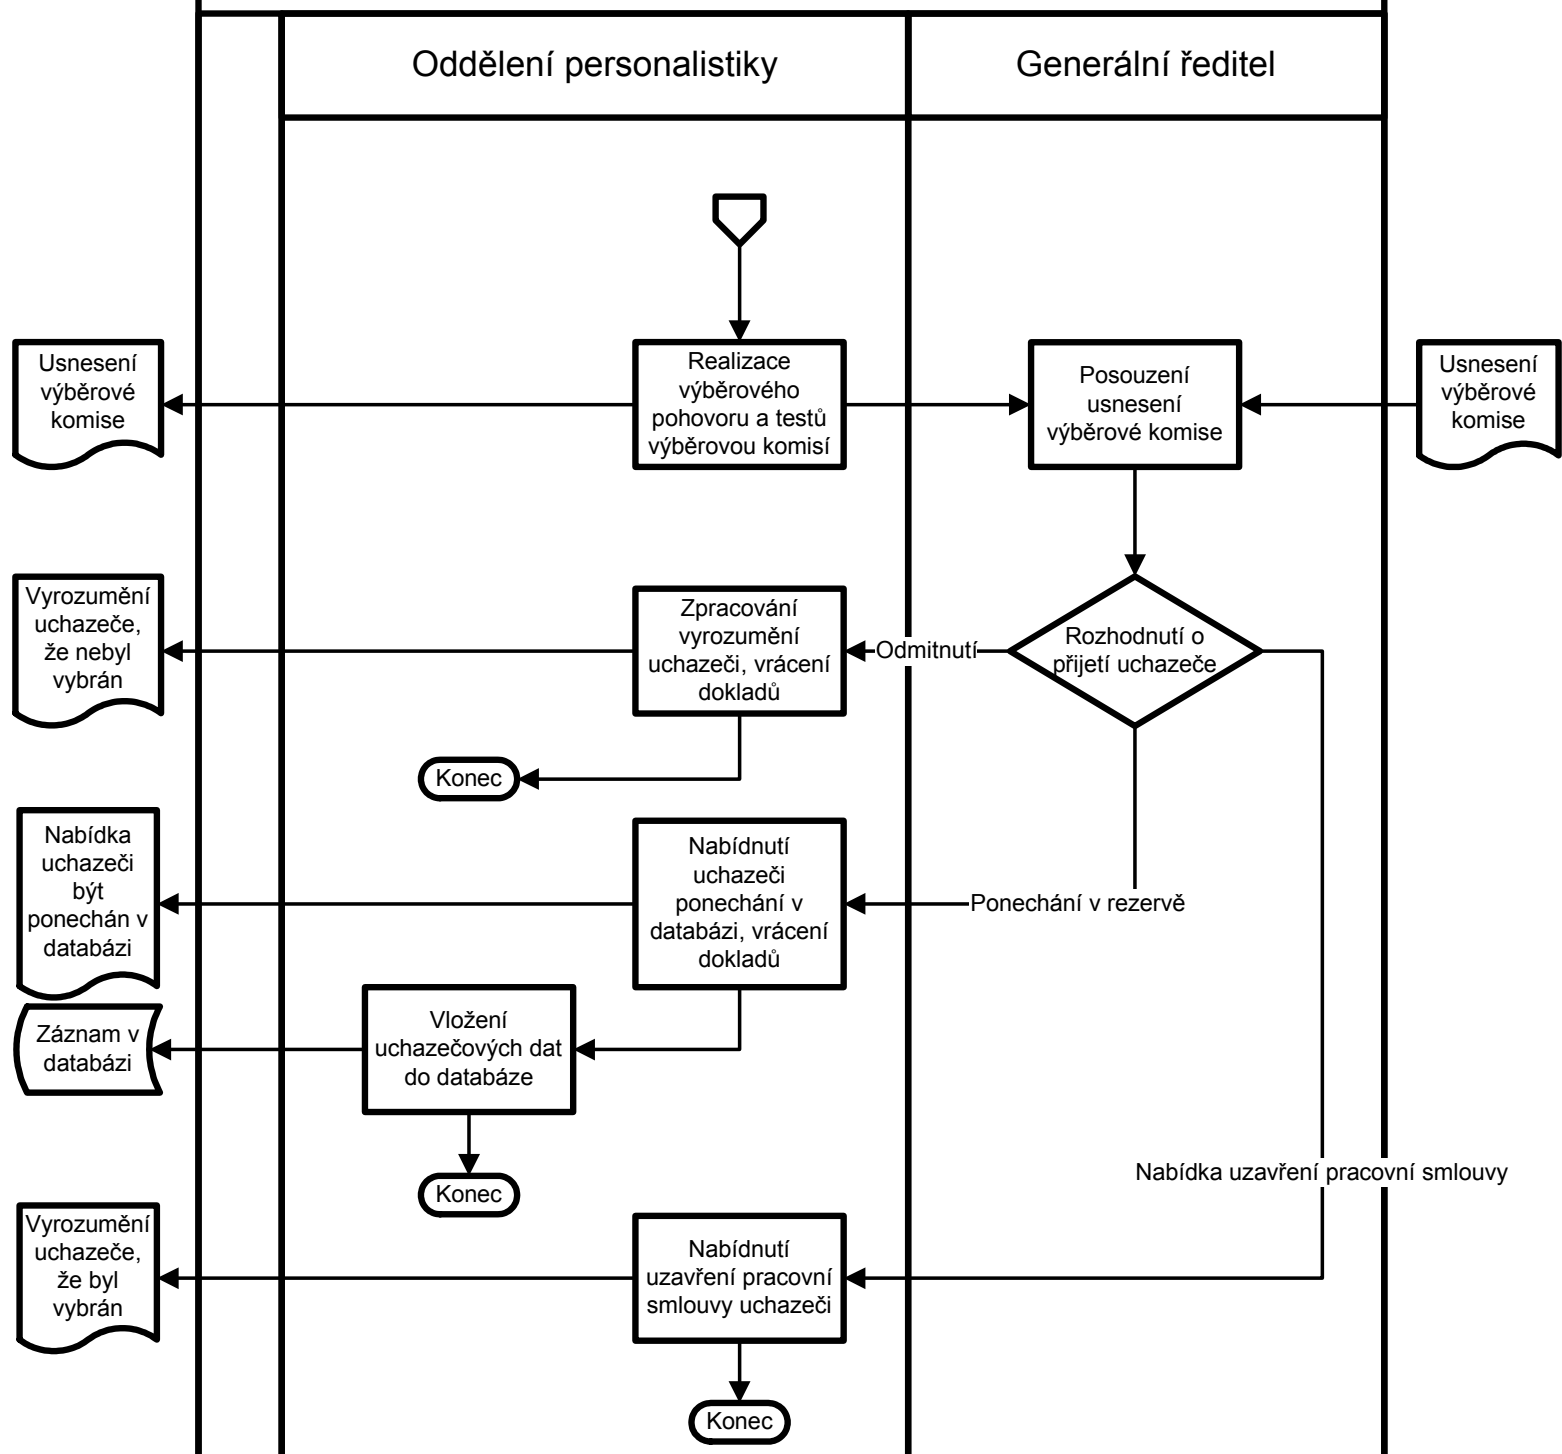 Oddělení personalistiky
Generální ředitel
Usnesení
výběrové
komise
Realizace
výběrového
pohovoru a testů
výběrovou komisí
Posouzení
usnesení
výběrové komise
Usnesení
výběrové
komise
Vyrozumění
uchazeče,
že nebyl
vybrán
Zpracování
vyrozumění
uchazeči, vrácení
dokladů
Odmitnutí
Rozhodnutí o
přijetí uchazeče
Konec
Nabídka
uchazeči
být
ponechán v
databázi
Nabídnutí
uchazeči
ponechání v
databázi, vrácení
dokladů
Ponechání v rezervě
Záznam v
databázi
Vložení
uchazečových dat
do databáze
Konec
Nabídka uzavření pracovní smlouvy
Vyrozumění
uchazeče,
že byl
vybrán
Nabídnutí
uzavření pracovní
smlouvy uchazeči
Konec